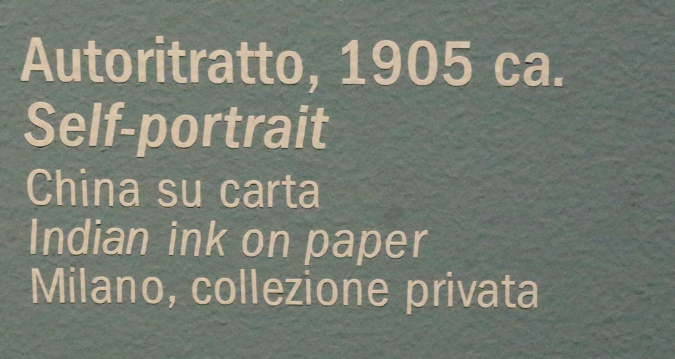 Autoritratto, 1905 ca.
Self-portrait
China su carta
Indian ink on paper
Milano, collezione privata